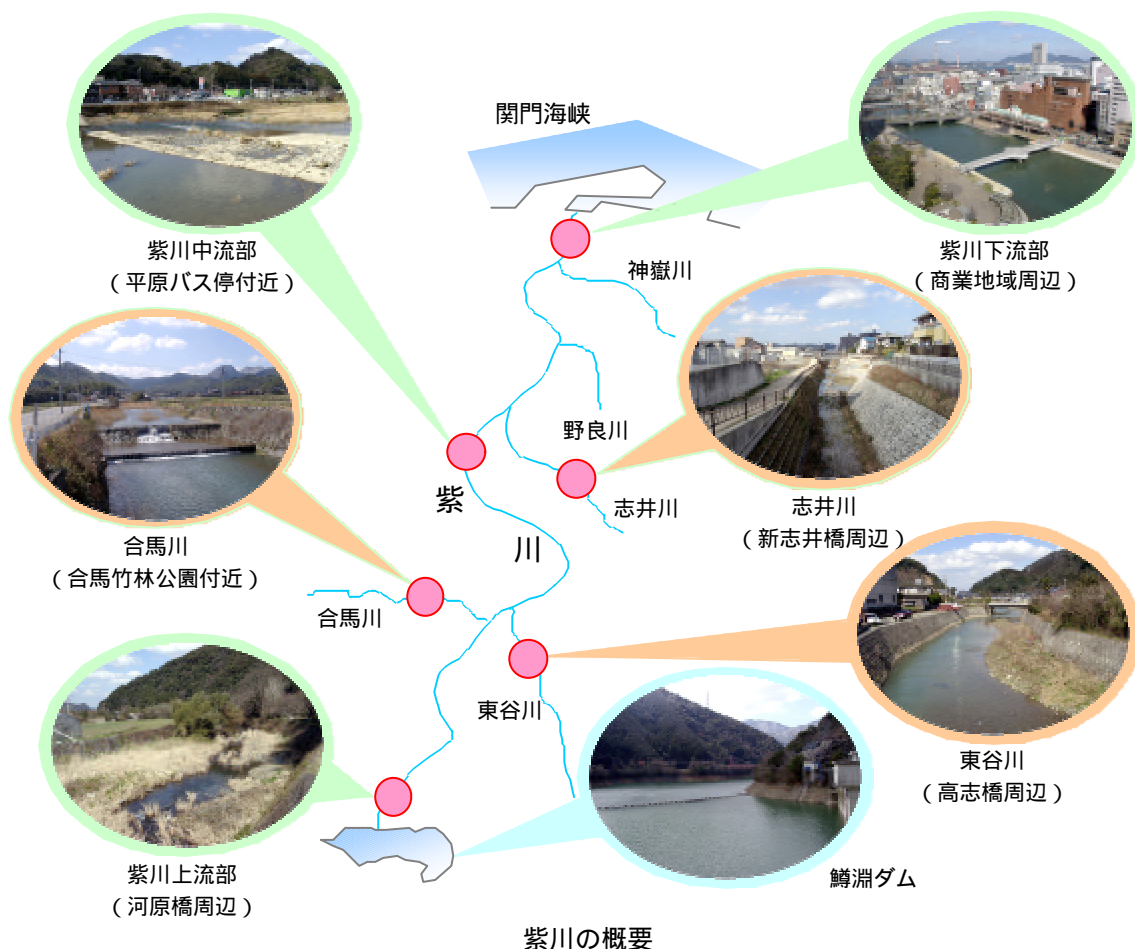 関門海峡
紫川中流部
(平原バス停付近)
紫川下流部
(商業地域周辺)
神嶽川
野良川
志井川
志井川
(新志井橋周辺)
紫
川
合馬川
(合馬竹林公園付近)
合馬川
東谷川
東谷川
(高志橋周辺)
紫川上流部
(河原橋周辺)
鱒淵ダム
紫川の概要